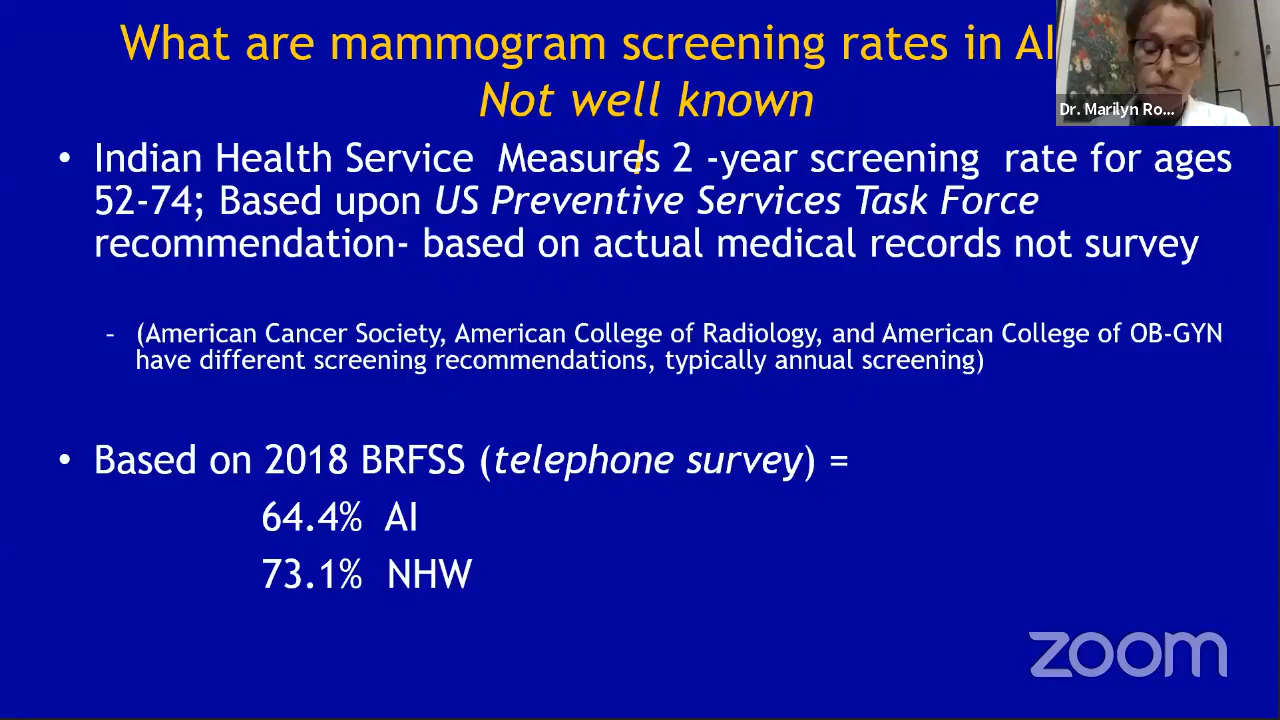 What are mammogram screening rates in AI
Not well known
!
• Indian Health Service Measures 2 -year screening rate for ages
52-74; Based upon US Preventive Services Task Force
recommendation- based on actual medical records not survey
– (American Cancer Society, American College of Radiology, and American College of OB-GYN
have different screening recommendations, typically annual screening)
• Based on 2018 BRFSS (telephone survey) =
64.4% AI
73.1% NHW
Dr. Marilyn Ro...
zoom